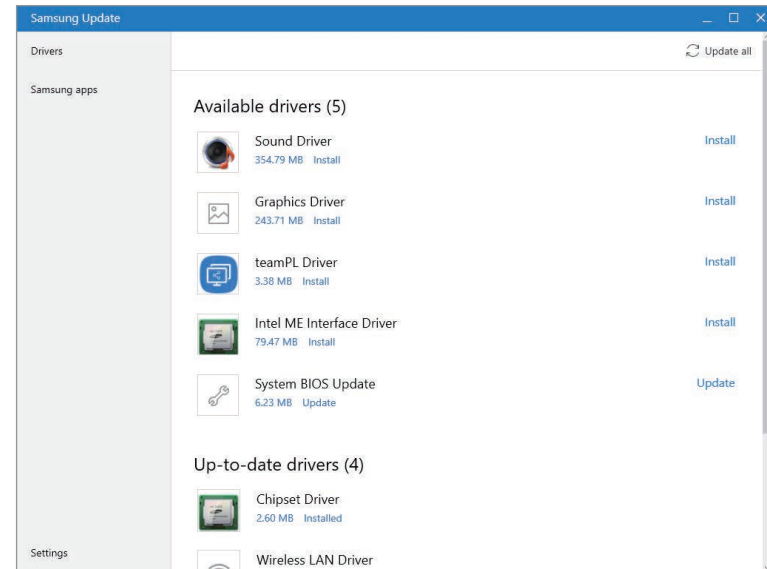 Samsung Update
Drivers
Update all
Samsung apps
Available drivers (5)
Sound Driver
354.79 MB Install
Install
Graphics Driver
243.71 MB Install
Install
teamPL Driver
3.38 MB Install
Install
Intel ME Interface Driver
79.47 MB Install
Install
System BIOS Update
6.23 MB Update
Update
Up-to-date drivers (4)
Chipset Driver
2.60 MB Installed
Wireless LAN Driver
Settings